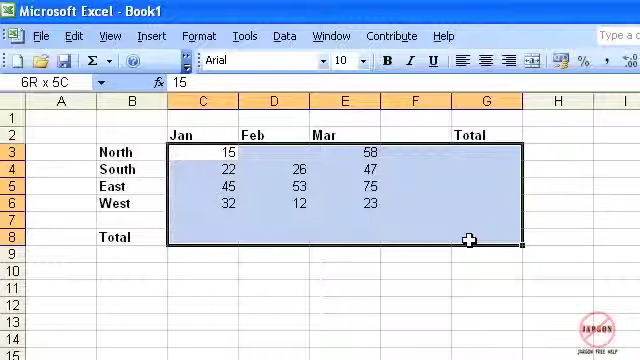 Microsoft Excel - Book1
File Edit View Insert Format Tools Data Window Contribute Help Type a c
Σ Arial 10 B I U %
6R x 5C fx 15
A B C D E F G H I
1
2 Jan Feb Mar Total
3 North 15 58
4 South 22 26 47
5 East 45 53 75
6 West 32 12 23
7
8 Total
9
10
11
12
13
14
15
JARGON
JARGON FREE HELP